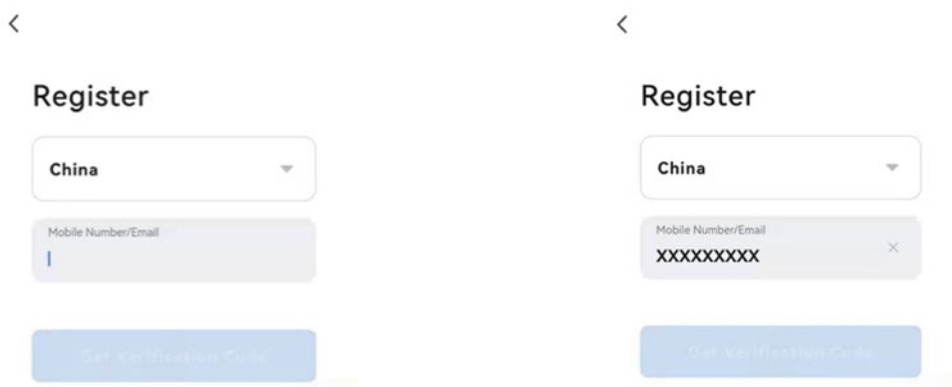 Register
China
Mobile Number/Email
Get Verification Code
Register
China
Mobile Number/Email
XXXXXXXXX
Get Verification Code